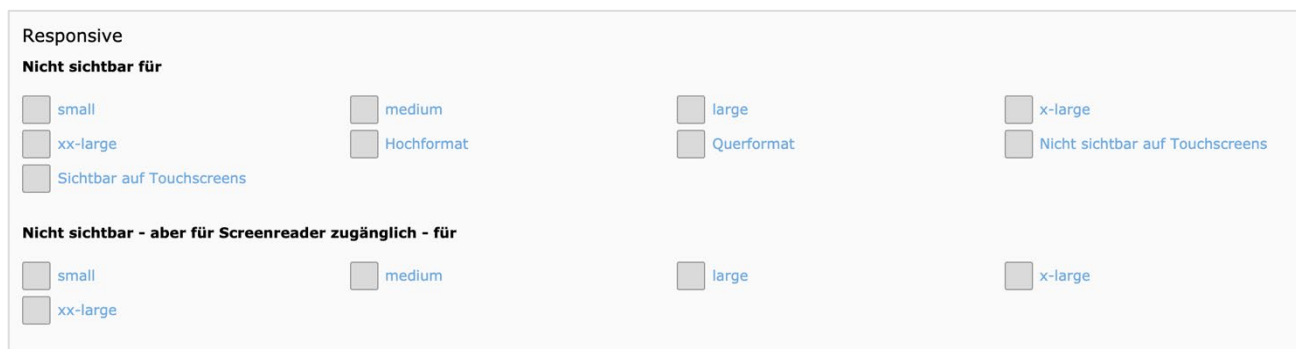 Responsive
Nicht sichtbar für
small medium large x-large
xx-large Hochformat Querformat Nicht sichtbar auf Touchscreens
Sichtbar auf Touchscreens
Nicht sichtbar - aber für Screenreader zugänglich - für
small medium large x-large
xx-large